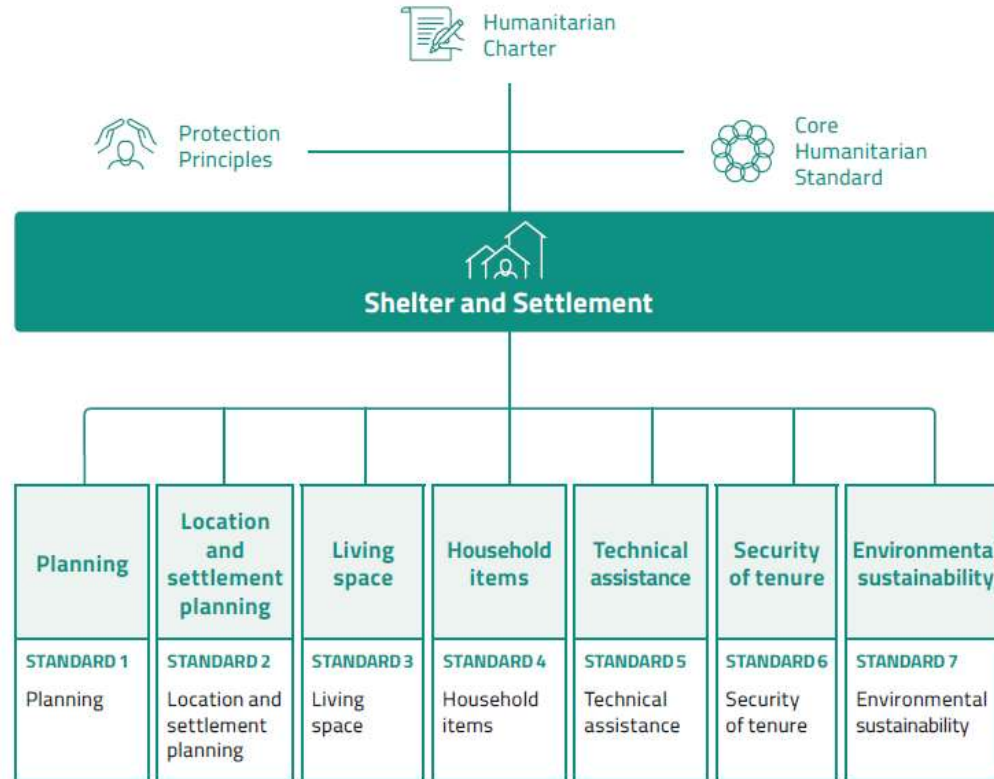 Humanitarian
Charter
Protection
Principles
Core
Humanitarian
Standard
Shelter and Settlement
Planning
Location
and
settlement
planning
Living
space
Household
items
Technical
assistance
Security
of tenure
Environmental
sustainability
STANDARD 1
Planning
STANDARD 2
Location and
settlement
planning
STANDARD 3
Living
space
STANDARD 4
Household
items
STANDARD 5
Technical
assistance
STANDARD 6
Security
of tenure
STANDARD 7
Environmental
sustainability